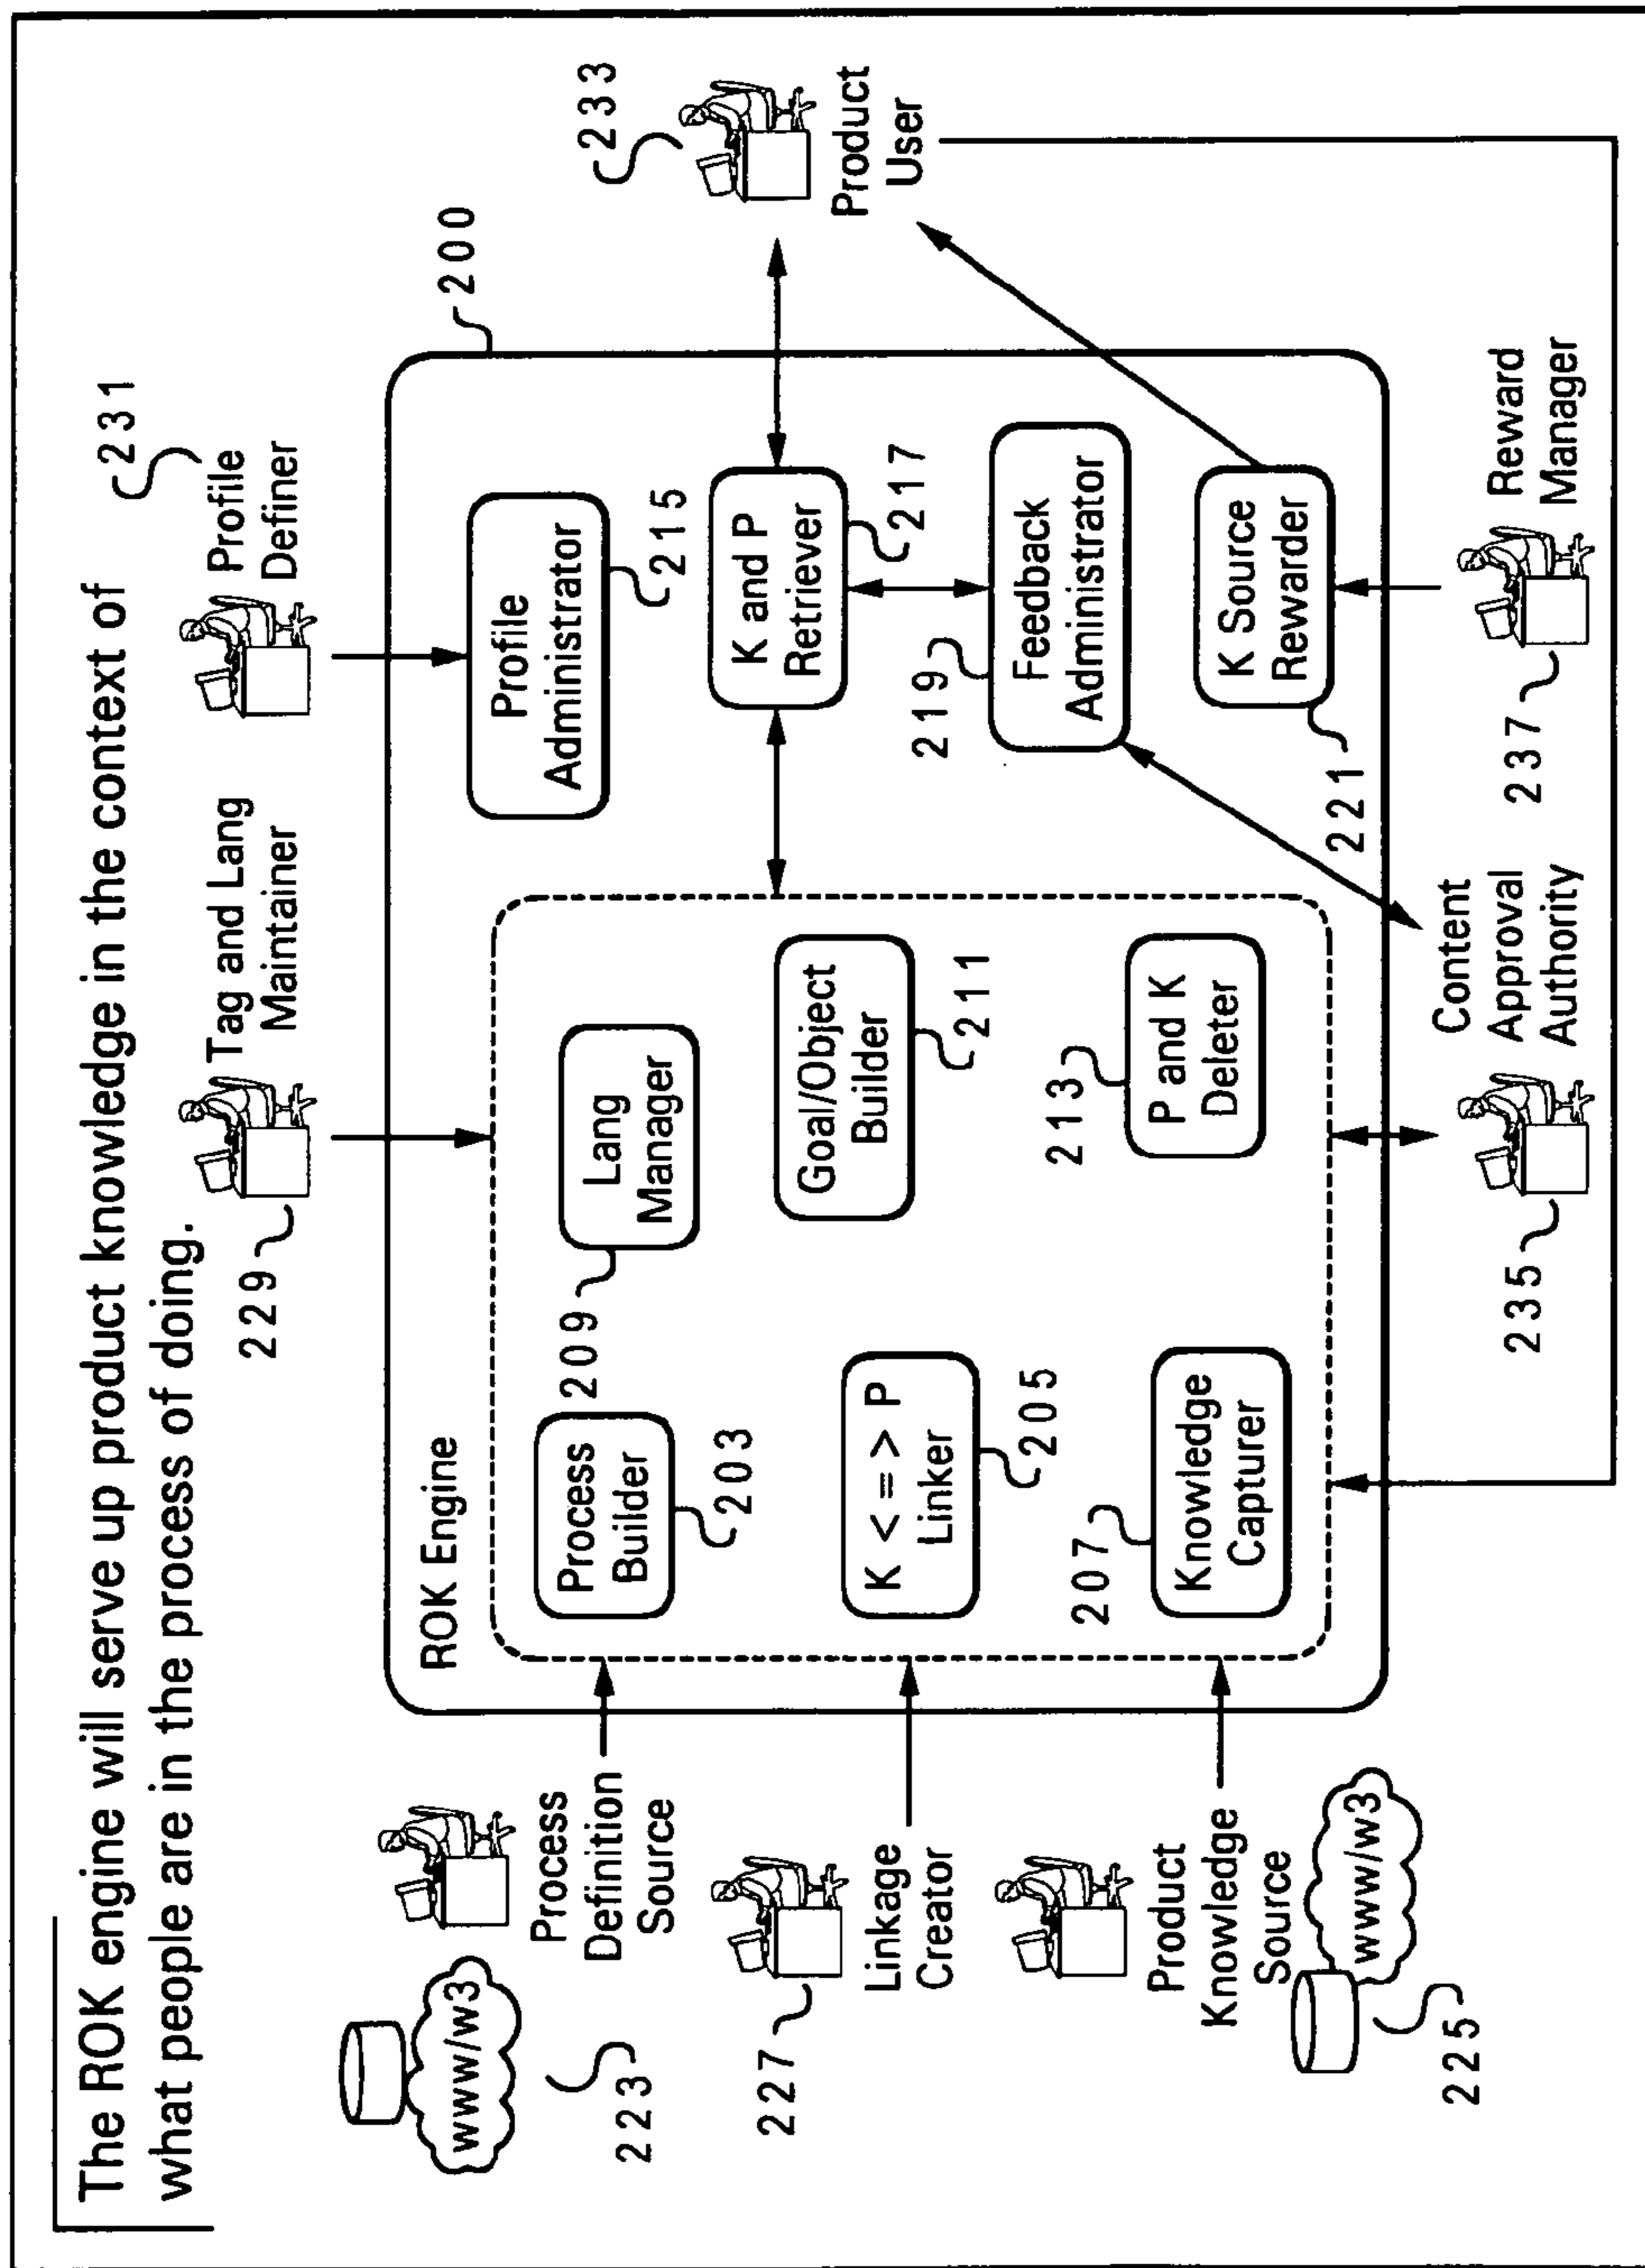 The ROK engine will serve up product knowledge in the context of
what people are in the process of doing.
229
Tag and Lang
Maintainer
231
Profile
Definer
www/w3
223
Process
Definition
Source
227
Linkage
Creator
Product
Knowledge
Source
www/w3
225
ROK Engine
200
Process
Builder
203
209
Lang
Manager
K < = > P
Linker
205
Goal/Object
Builder
211
207
Knowledge
Capturer
213
P and K
Deleter
Profile
Administrator
215
K and P
Retriever
217
219
Feedback
Administrator
K Source
Rewarder
221
233
Product
User
235
Content
Approval
Authority
237
Reward
Manager